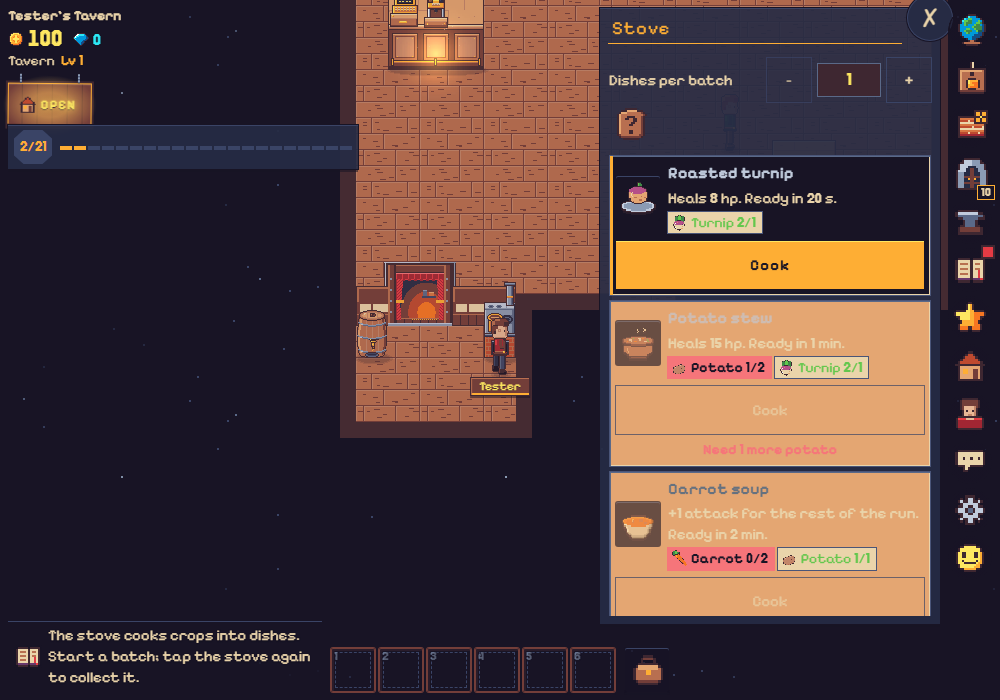 Tester's Tavern
100 0
Tavern Lv 1
OPEN
2/21
Stove
X
Dishes per batch - 1 +
?
Roasted turnip
Heals 8 hp. Ready in 20 s.
Turnip 2/1
Cook
Potato stew
Heals 15 hp. Ready in 1 min.
Potato 1/2 Turnip 2/1
Cook
Need 1 more potato
Carrot soup
+1 attack for the rest of the run.
Ready in 2 min.
Carrot 0/2 Potato 1/1
Cook
10
Tester
The stove cooks crops into dishes.
Start a batch; tap the stove again
to collect it.
1 2 3 4 5 6